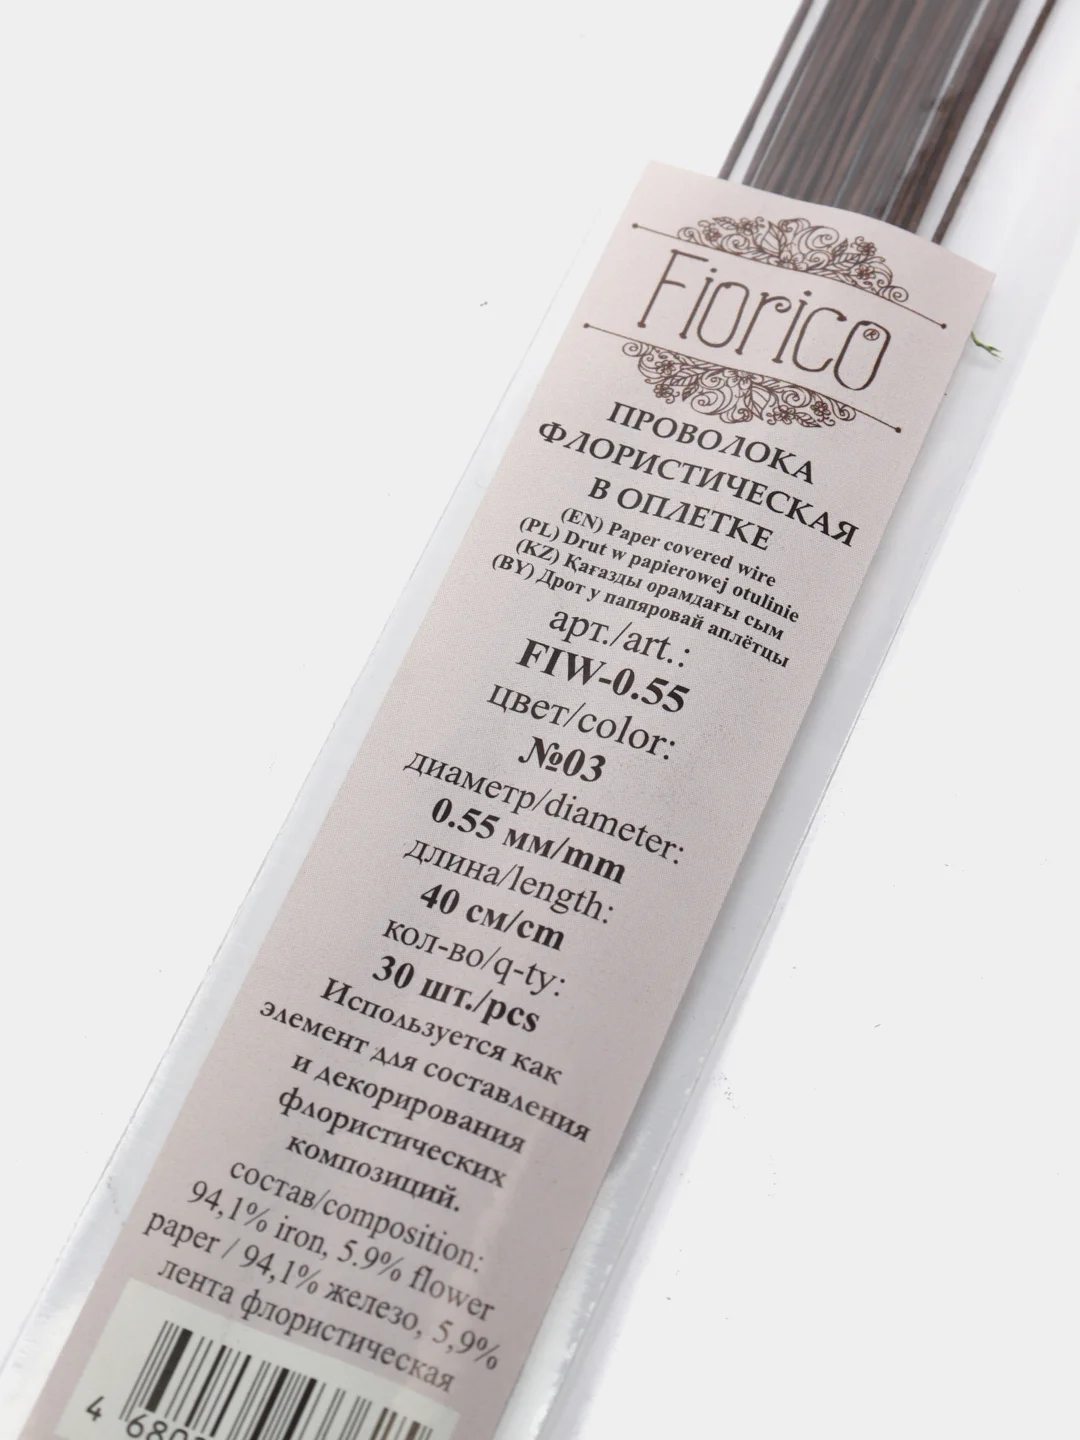 Fiorico®
ПРОВОЛОКА
ФЛОРИСТИЧЕСКАЯ
В ОПЛЕТКЕ
(EN) Paper covered wire
(PL) Drut w papierowej otulinie
(KZ) Қағазды орамдағы сым
(BY) Дрот у папяровай аплётцы
арт./art.:
FIW-0.55
цвет/color:
№03
диаметр/diameter:
0.55 мм/mm
длина/length:
40 см/cm
кол-во/q-ty:
30 шт./pcs
Используется как
элемент для составления
и декорирования
флористических
композиций.
состав/composition:
94,1% iron, 5.9% flower
paper / 94,1% железо, 5,9%
лента флористическая
4 680